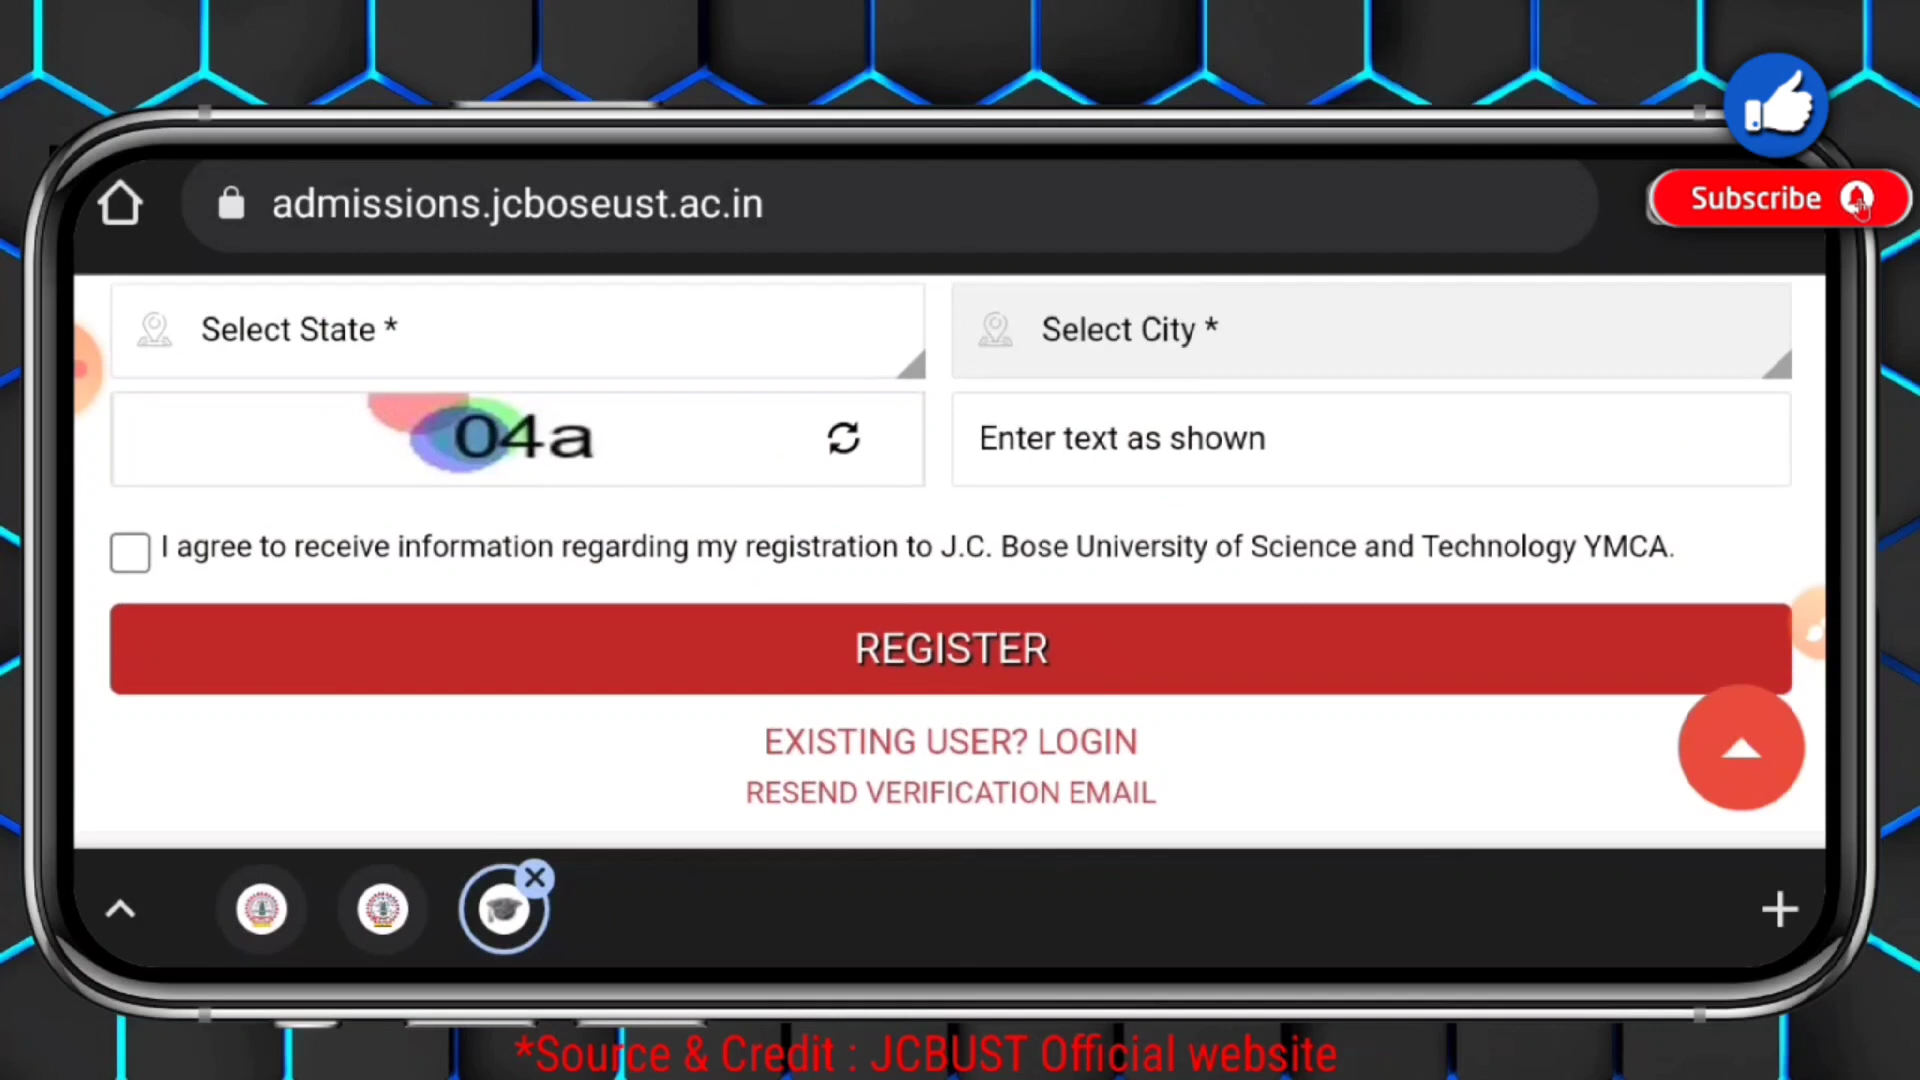 admissions.jcboseust.ac.in
Subscribe
Select State *
Select City *
04a
Enter text as shown
I agree to receive information regarding my registration to J.C. Bose University of Science and Technology YMCA.
REGISTER
EXISTING USER? LOGIN
RESEND VERIFICATION EMAIL
*Source & Credit : JCBUST Official website